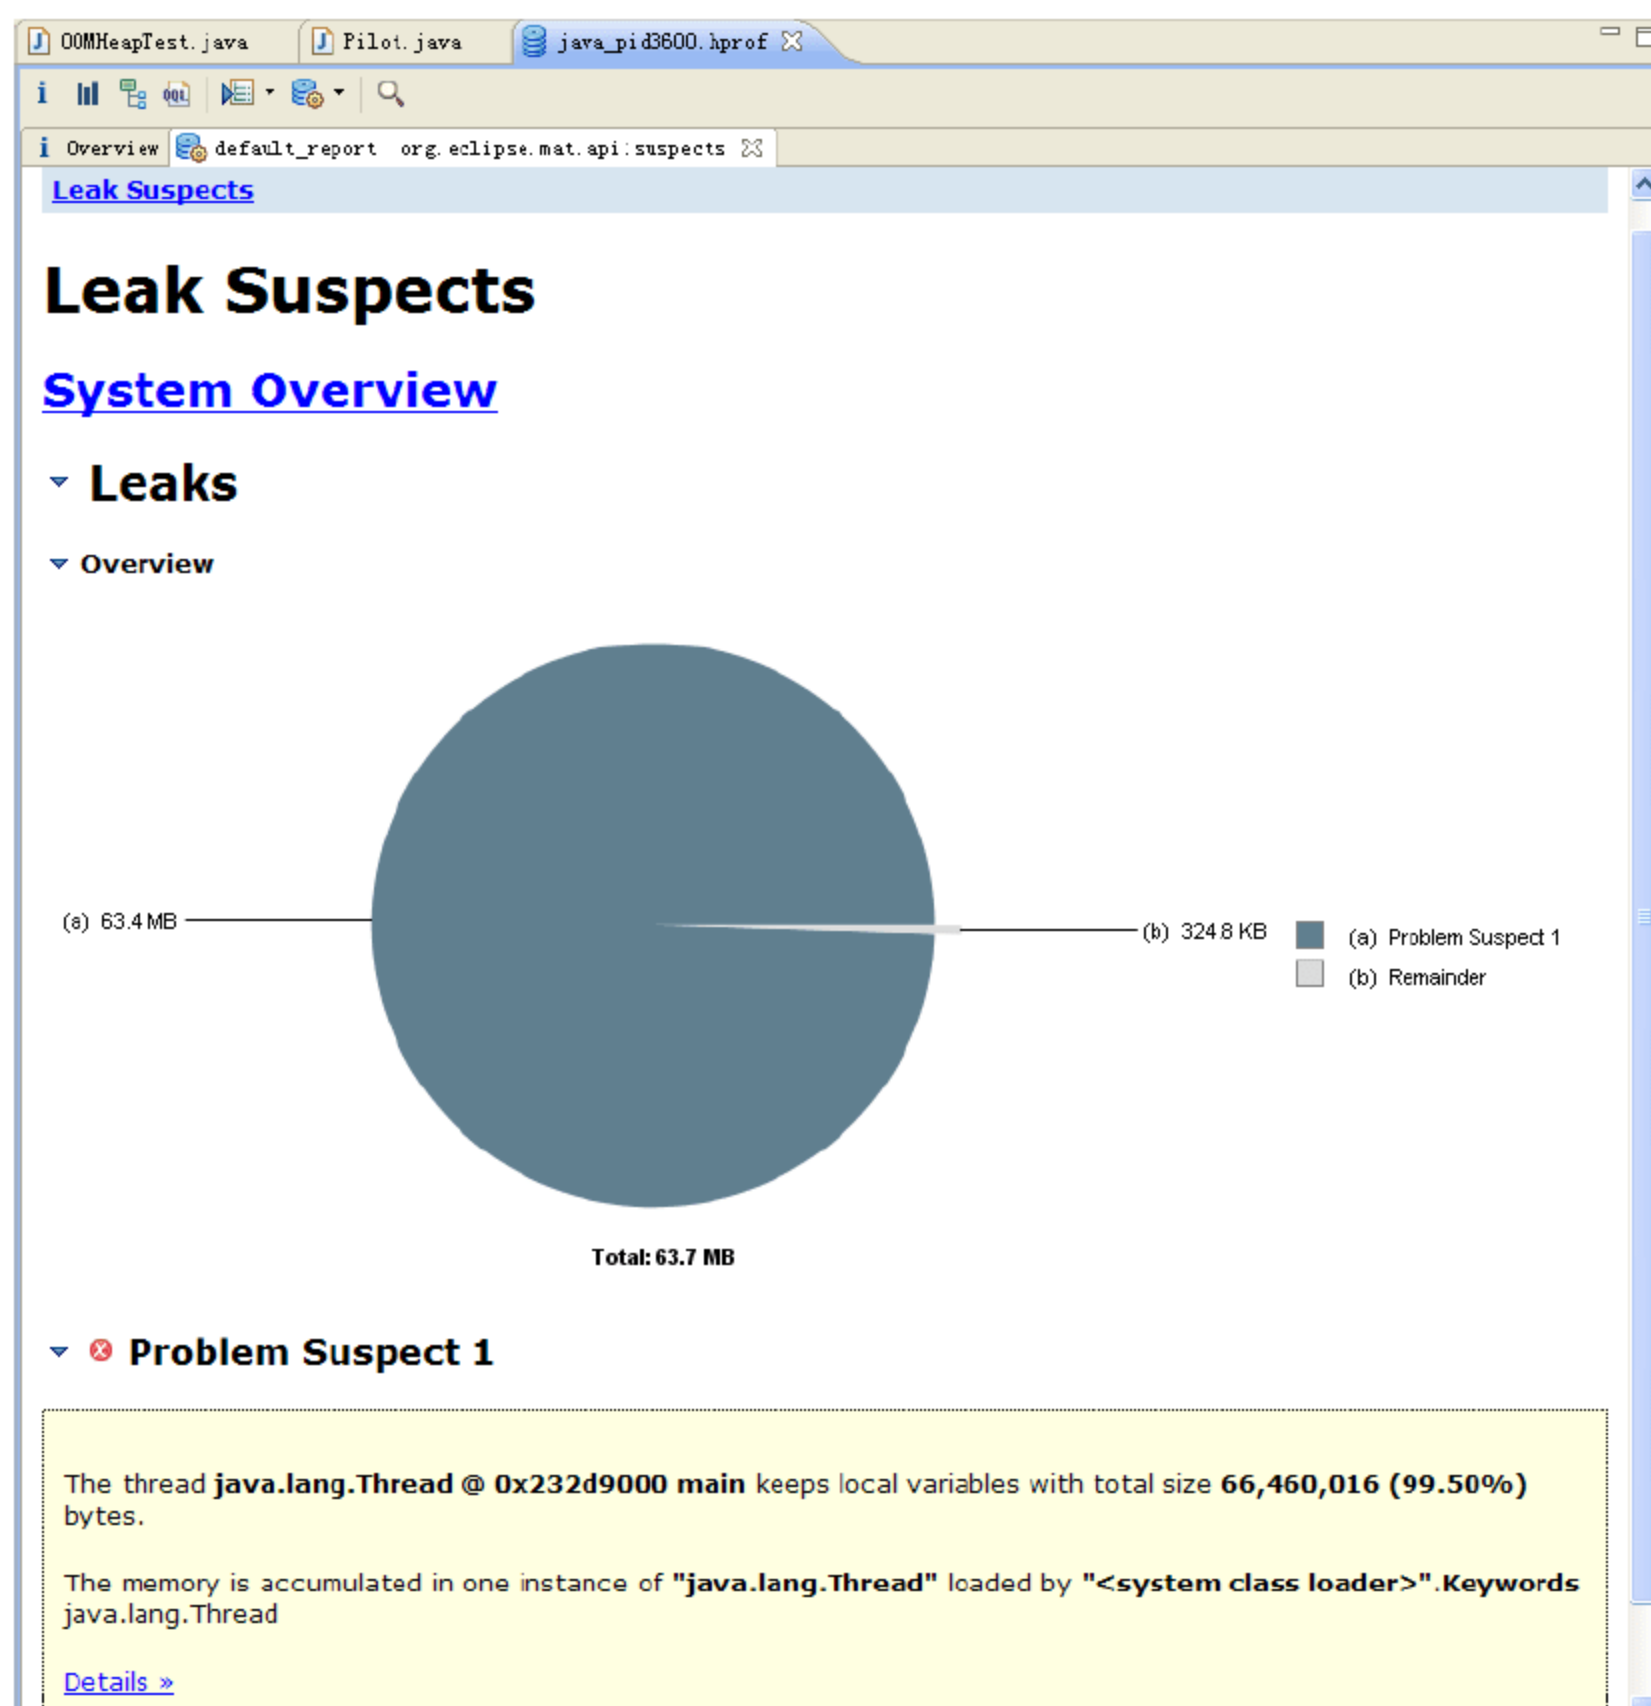 OOMHeapTest.java Pilot.java java_pid3600.hprof
i OQL
i Overview default_report org.eclipse.mat.api:suspects
Leak Suspects
Leak Suspects
System Overview
Leaks
Overview
(a) 63.4 MB
(b) 324.8 KB
(a) Problem Suspect 1
(b) Remainder
Total: 63.7 MB
Problem Suspect 1
The thread java.lang.Thread @ 0x232d9000 main keeps local variables with total size 66,460,016 (99.50%)
bytes.
The memory is accumulated in one instance of "java.lang.Thread" loaded by "<system class loader>".Keywords
java.lang.Thread
Details »